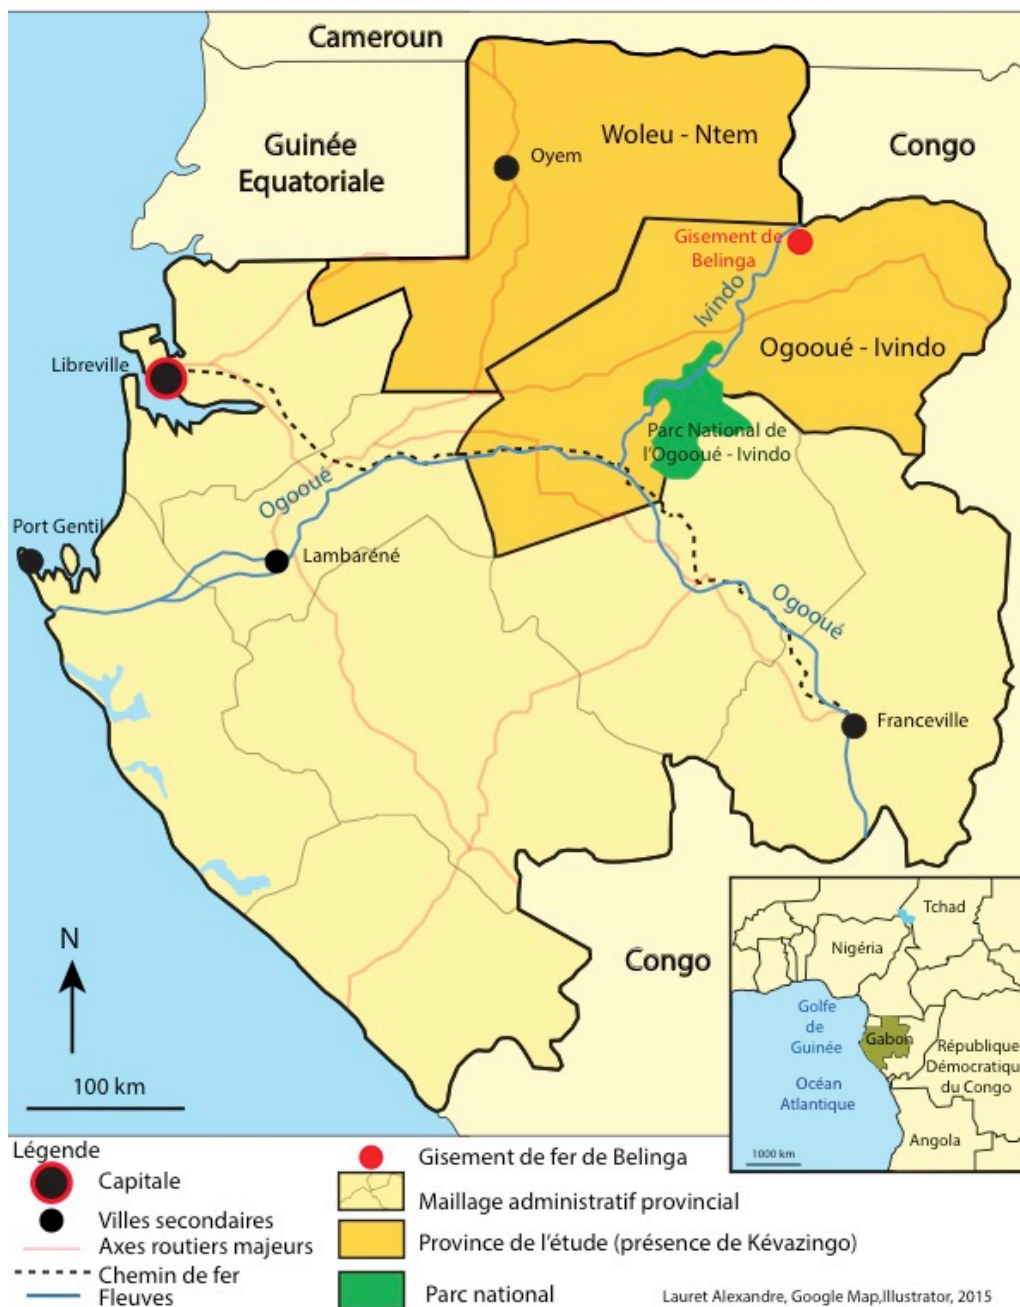 Cameroun
Guinée
Equatoriale
Woleu - Ntem
Oyem
Congo
Gisement de
Belinga
Ivindo
Ogooué - Ivindo
Libreville
Parc National de
l'Ogooué - Ivindo
Ogooué
Port Gentil
Lambaréné
Ogooué
Franceville
N
100 km
Congo
Tchad
Nigéria
Golfe
de
Guinée
Gabon
République
Démocratique
du Congo
Océan
Atlantique
Angola
1000 km
Légende
Capitale
Villes secondaires
Axes routiers majeurs
Chemin de fer
Fleuves
Gisement de fer de Belinga
Maillage administratif provincial
Province de l'étude (présence de Kévazingo)
Parc national
Lauret Alexandre, Google Map,Illustrator, 2015